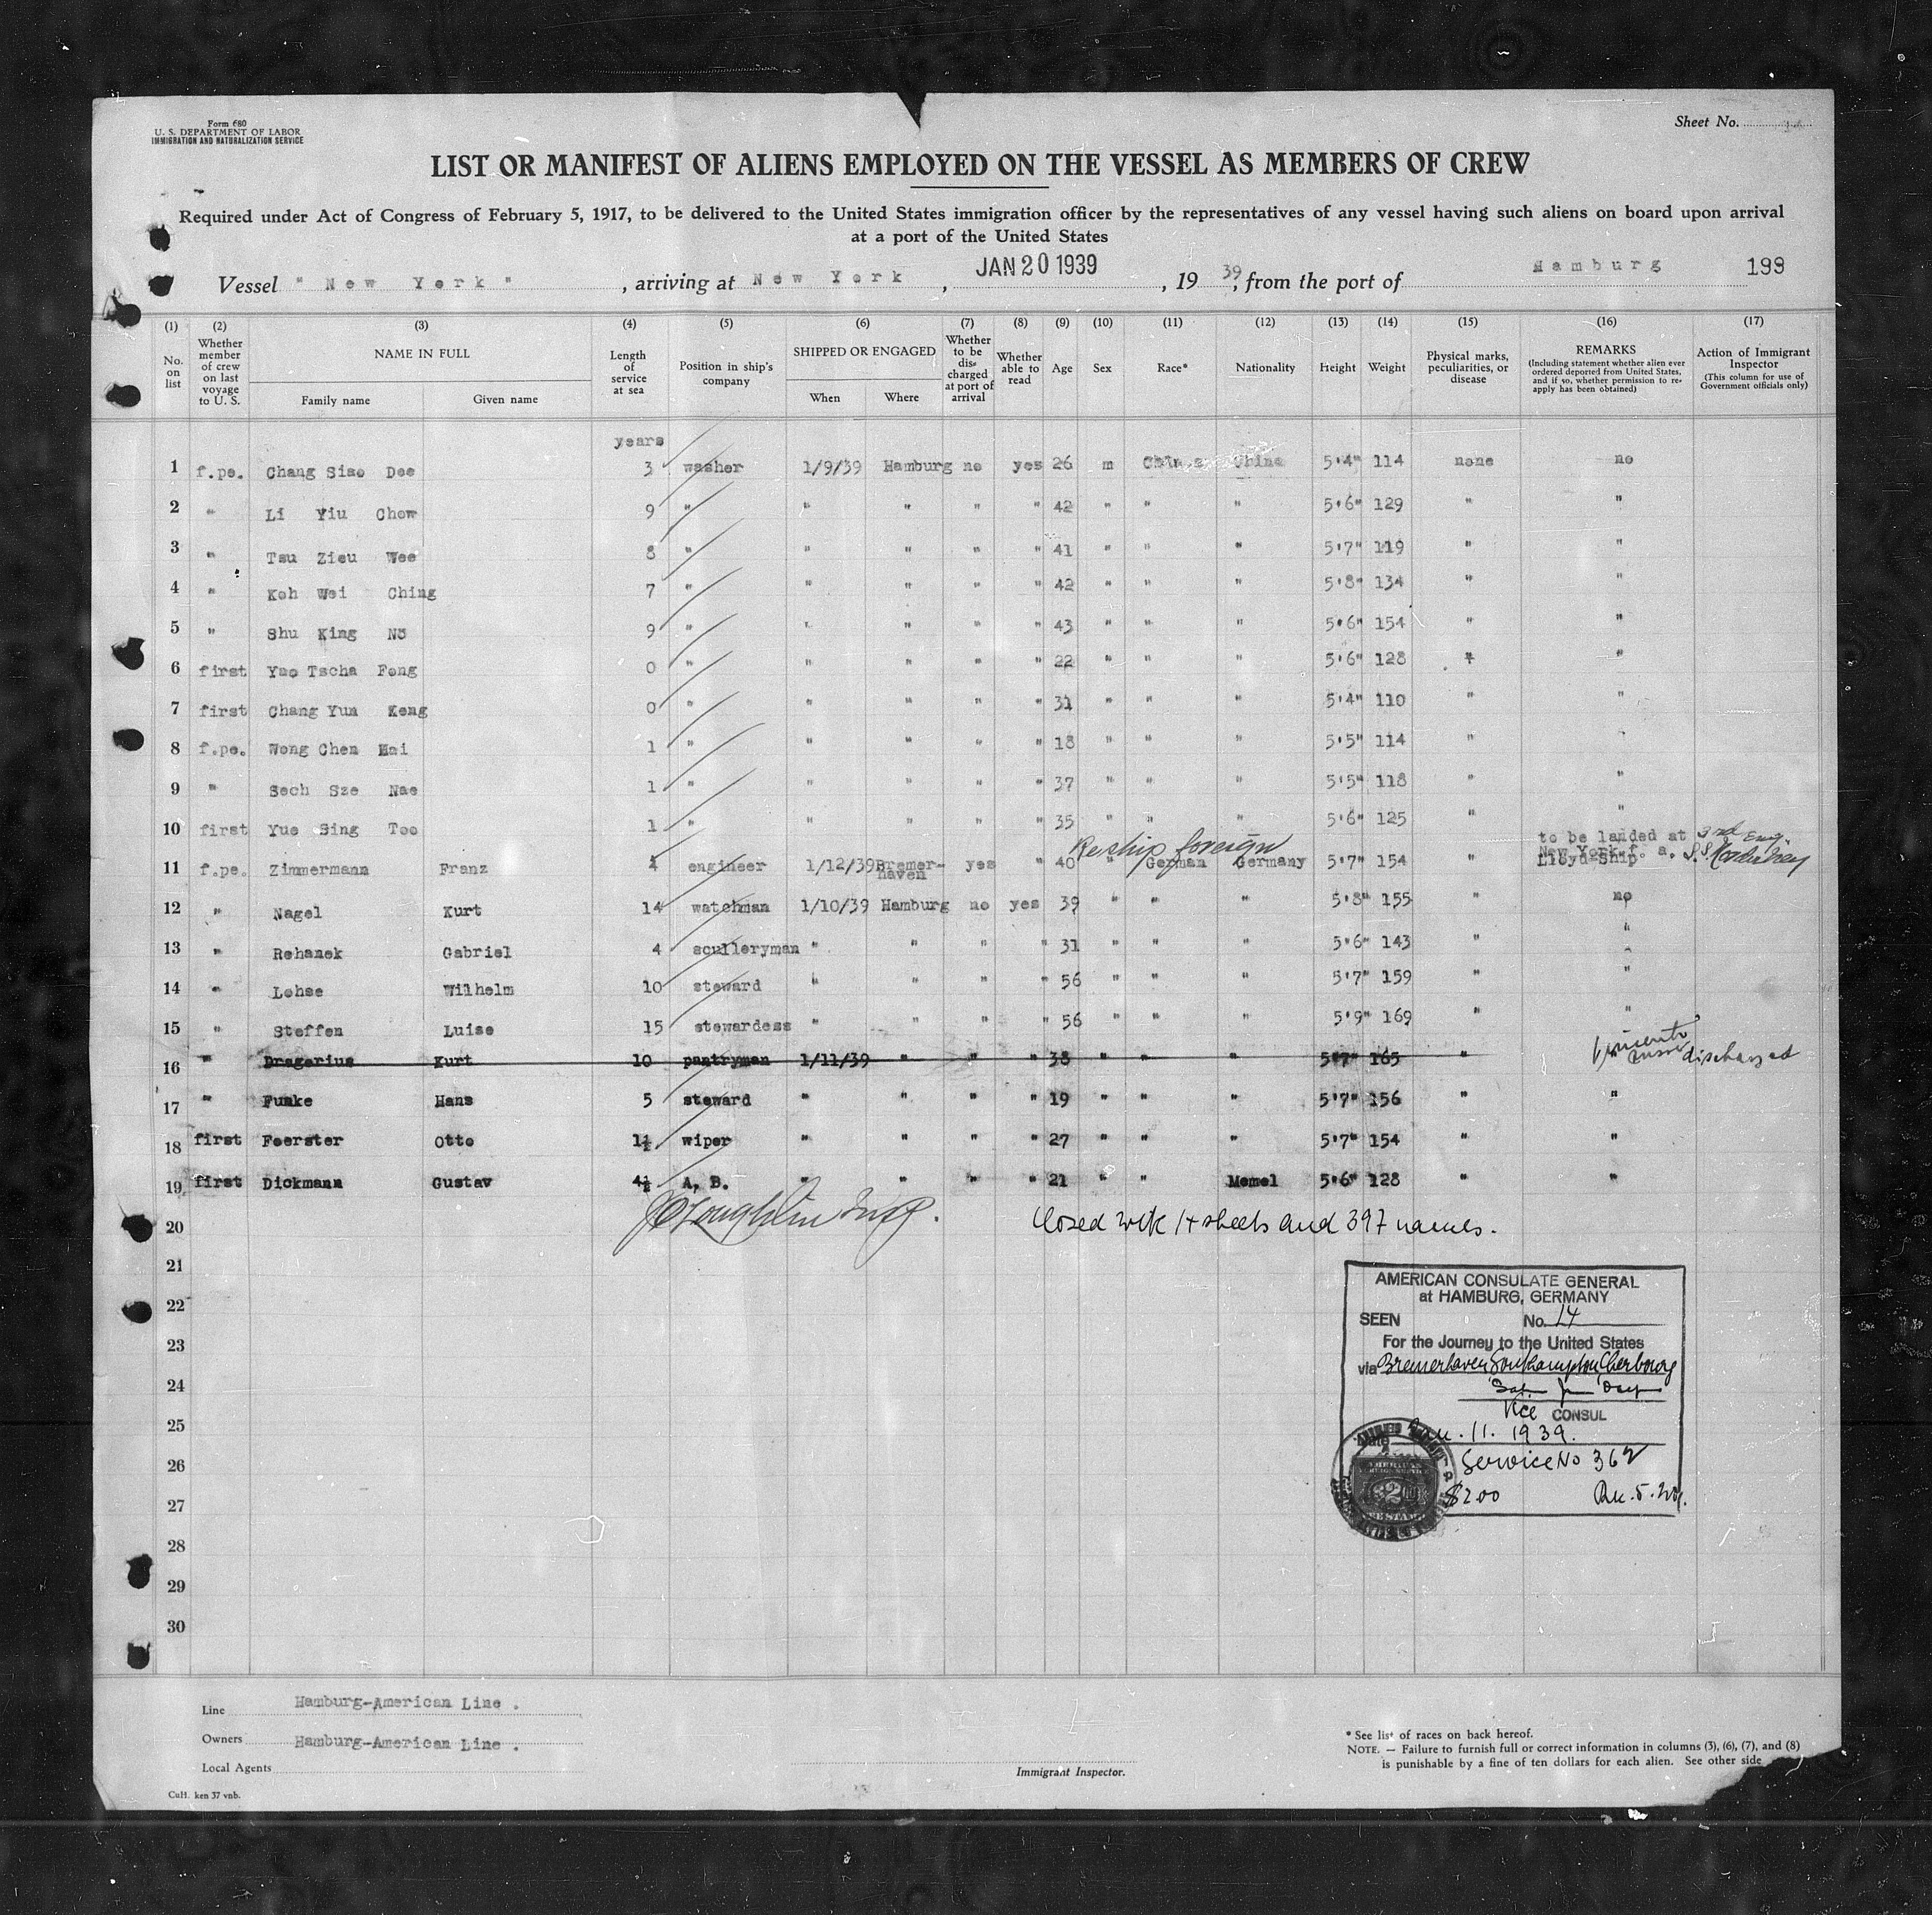 Form 680
U. S. DEPARTMENT OF LABOR
IMMIGRATION AND NATURALIZATION SERVICE
Sheet No.
LIST OR MANIFEST OF ALIENS EMPLOYED ON THE VESSEL AS MEMBERS OF CREW
Required under Act of Congress of February 5, 1917, to be delivered to the United States immigration officer by the representatives of any vessel having such aliens on board upon arrival
at a port of the United States
Vessel "New York", arriving at New York, JAN 20 1939, 19 39, from the port of Hamburg 199
(1) (2) (3) (4) (5) (6) (7) (8) (9) (10) (11) (12) (13) (14) (15) (16) (17)
No. on list
Whether member of crew on last voyage to U. S.
NAME IN FULL
Family name Given name
Length of service at sea
Position in ship's company
SHIPPED OR ENGAGED
When Where
Whether to be discharged at port of arrival
Whether able to read
Age
Sex
Race*
Nationality
Height
Weight
Physical marks, peculiarities, or disease
REMARKS
(Including statement whether alien ever ordered deported from United States, and if so, whether permission to reapply has been obtained)
Action of Immigrant Inspector
(This column for use of Government officials only)
years
1 f.pe. Chang Siao Dee 3 washer 1/9/39 Hamburg no yes 26 m China 5'4" 114 none no
2 " Li Yiu Chow 9 " " " " " 42 " " " 5'6" 129 " "
3 " Tsu Zieu Wee 8 " " " " " 41 " " " 5'7" 119 " "
4 " Koh Wei Ching 7 " " " " " 42 " " " 5'8" 134 " "
5 " Shu King 9 " " " " " 43 " " " 5'6" 154 " "
6 first Yao Tscha Fong 0 " " " " " 22 " " " 5'6" 128 " "
7 first Chang Yun Keng 0 " " " " " 31 " " " 5'4" 110 " "
8 f.pe. Wong Chen Hai 1 " " " " " 18 " " " 5'5" 114 " "
9 " Sech Sze Nae 1 " " " " " 37 " " " 5'5" 118 " "
10 first Yue Sing Too 1 " " " " " 35 " " " 5'6" 125 " "
Reship foreign
11 f.pe. Zimmermann Franz 4 engineer 1/12/39 Bremerhaven yes " 40 " German Germany 5'7" 154 " to be landed at New York f. a. Lloyd Ship. 3rd Eng. S.S.
12 " Nagel Kurt 14 watchman 1/10/39 Hamburg no yes 39 " " " 5'8" 155 " no
13 " Rehanek Gabriel 4 sculleryman " " " " 31 " " " 5'6" 143 " "
14 " Lohse Wilhelm 10 steward " " " " 56 " " " 5'7" 159 " "
15 " Steffen Luise 15 stewardess " " " " 56 " " " 5'9" 169 " "
16 " Dregerius Kurt 10 pantryman 1/11/39 " " " 38 " " " 5'7" 165 " discharged
17 " Funke Hans 5 steward " " " " 19 " " " 5'7" 156 " "
18 first Foerster Otto 1½ wiper " " " " 27 " " " 5'7" 154 " "
19 first Dickmann Gustav 4½ A. B. " " " " 21 " " Memel 5'6" 128 " "
20 Closed with 14 sheets and 397 names.
21
22
23
24
25
26
27
28
29
30
AMERICAN CONSULATE GENERAL
at HAMBURG, GERMANY
SEEN No. 14
For the Journey to the United States
via Bremerhaven Southampton Cherbourg
Vice CONSUL
Date Jan. 11. 1939.
Service No 362
$2.00
Line Hamburg-American Line .
Owners Hamburg-American Line .
Local Agents
Immigrant Inspector.
* See list of races on back hereof.
NOTE. — Failure to furnish full or correct information in columns (3), (6), (7), and (8)
is punishable by a fine of ten dollars for each alien. See other side
CuH. ken 37 vnb.